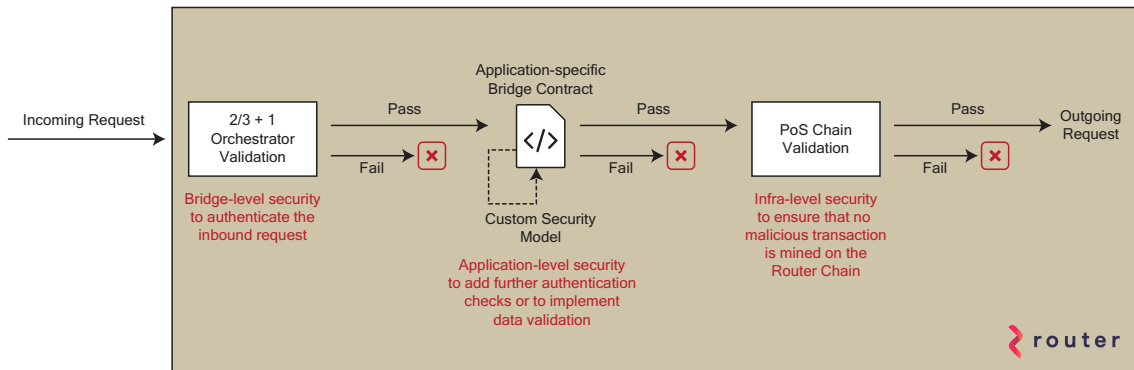 Incoming Request
2/3 + 1
Orchestrator
Validation
Bridge-level security
to authenticate the
inbound request
Pass
Fail
Application-specific
Bridge Contract
</>
Custom Security
Model
Application-level security
to add further authentication
checks or to implement
data validation
Pass
Fail
PoS Chain
Validation
Infra-level security
to ensure that no
malicious transaction
is mined on the
Router Chain
Pass
Fail
Outgoing
Request
router